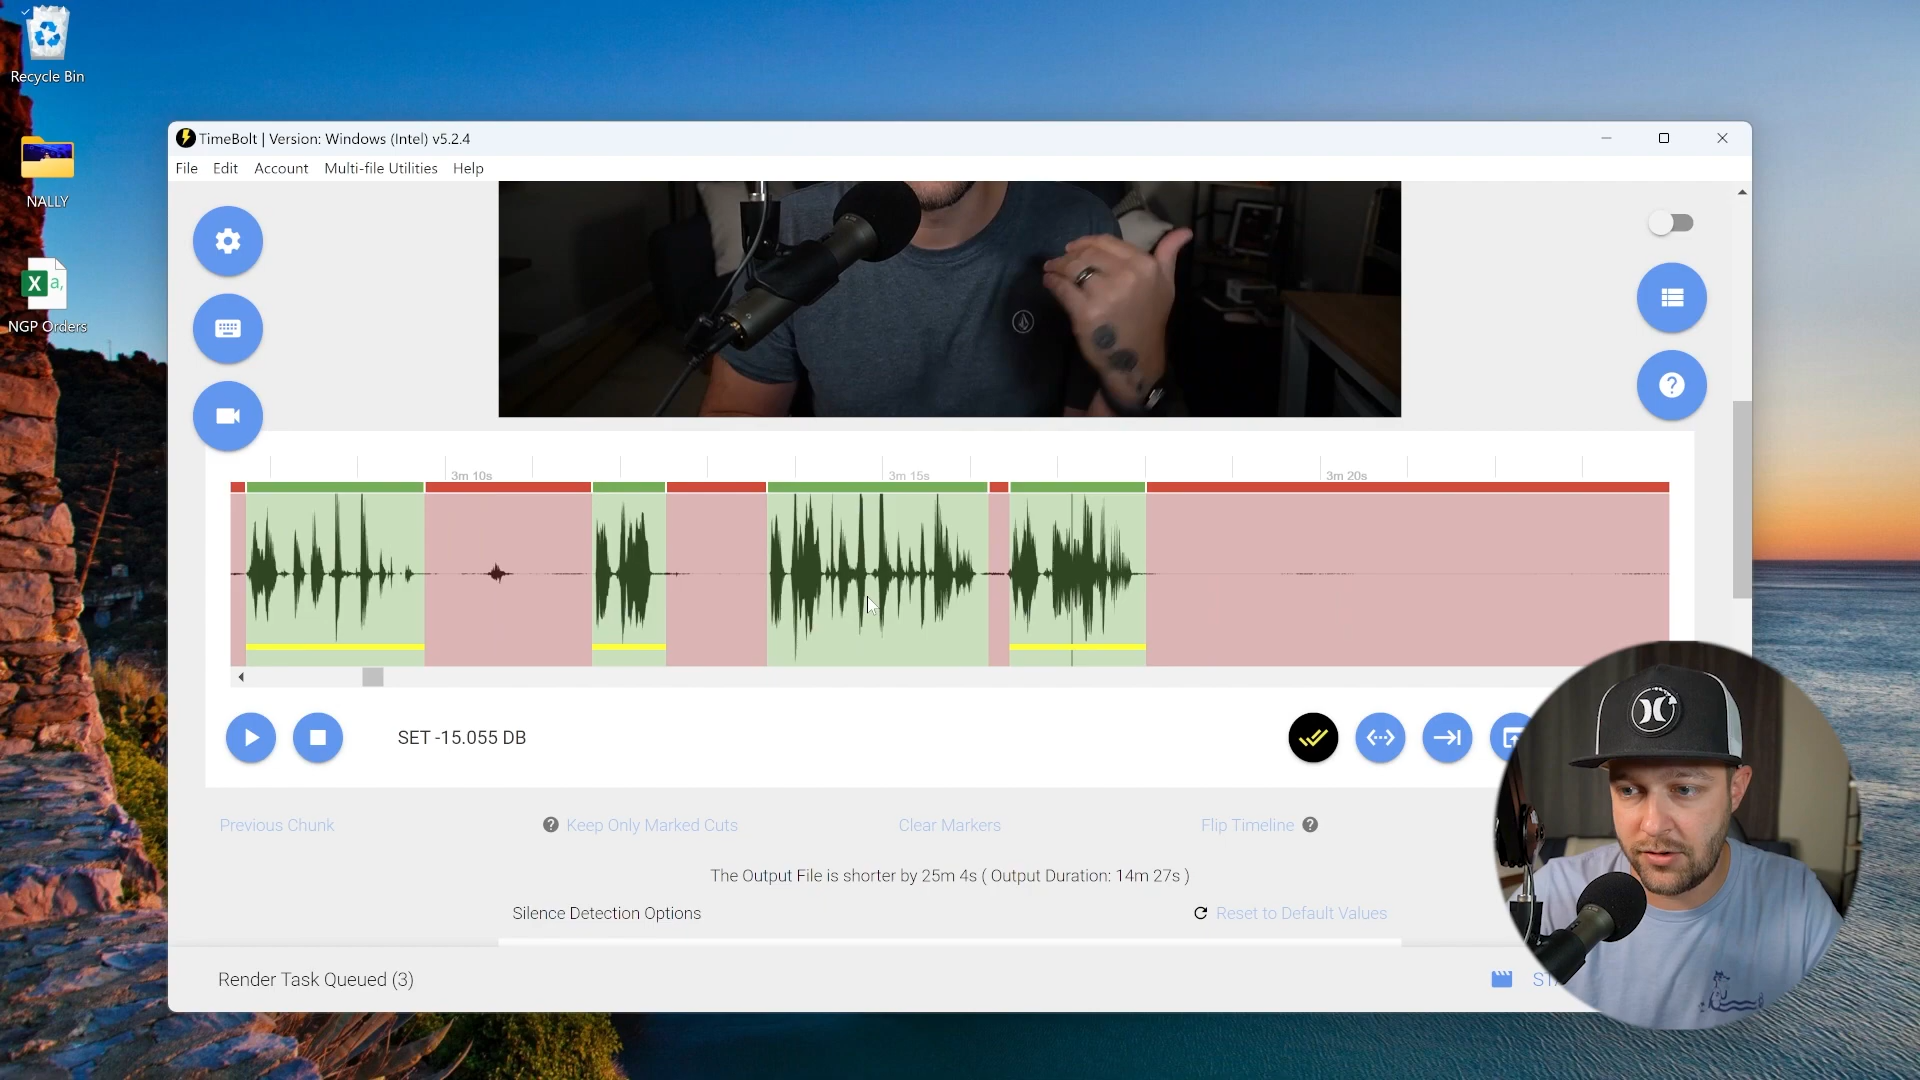 Recycle Bin
NALLY
NGP Orders
TimeBolt | Version: Windows (Intel) v5.2.4
File Edit Account Multi-file Utilities Help
3m 10s 3m 15s 3m 20s
SET -15.055 DB
Previous Chunk Keep Only Marked Cuts Clear Markers Flip Timeline
The Output File is shorter by 25m 4s ( Output Duration: 14m 27s )
Silence Detection Options Reset to Default Values
Render Task Queued (3)